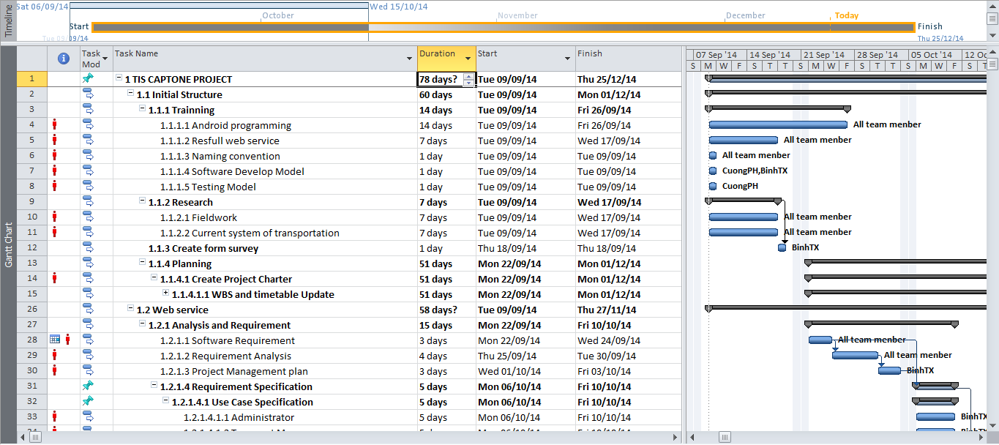 Sat 06/09/14 Wed 15/10/14
October November December Today
Start Finish
Tue 09/09/14 Thu 25/12/14
Timeline
Gantt Chart
Task Mod Task Name Duration Start Finish
07 Sep '14 14 Sep '14 21 Sep '14 28 Sep '14 05 Oct '14 12 Oc
S M W F S T T S M W F S T T S M W F S T
1 1 TIS CAPTONE PROJECT 78 days? Tue 09/09/14 Thu 25/12/14
2 1.1 Initial Structure 60 days Tue 09/09/14 Mon 01/12/14
3 1.1.1 Trainning 14 days Tue 09/09/14 Fri 26/09/14
4 1.1.1.1 Android programming 14 days Tue 09/09/14 Fri 26/09/14 All team menber
5 1.1.1.2 Resfull web service 7 days Tue 09/09/14 Wed 17/09/14 All team menber
6 1.1.1.3 Naming convention 1 day Tue 09/09/14 Tue 09/09/14 All team menber
7 1.1.1.4 Software Develop Model 1 day Tue 09/09/14 Tue 09/09/14 CuongPH,BinhTX
8 1.1.1.5 Testing Model 1 day Tue 09/09/14 Tue 09/09/14 CuongPH
9 1.1.2 Research 7 days Tue 09/09/14 Wed 17/09/14
10 1.1.2.1 Fieldwork 7 days Tue 09/09/14 Wed 17/09/14 All team menber
11 1.1.2.2 Current system of transportation 7 days Tue 09/09/14 Wed 17/09/14 All team menber
12 1.1.3 Create form survey 1 day Thu 18/09/14 Thu 18/09/14 BinhTX
13 1.1.4 Planning 51 days Mon 22/09/14 Mon 01/12/14
14 1.1.4.1 Create Project Charter 51 days Mon 22/09/14 Mon 01/12/14
15 1.1.4.1.1 WBS and timetable Update 51 days Mon 22/09/14 Mon 01/12/14
26 1.2 Web service 58 days? Tue 09/09/14 Thu 27/11/14
27 1.2.1 Analysis and Requirement 15 days Mon 22/09/14 Fri 10/10/14
28 1.2.1.1 Software Requirement 3 days Mon 22/09/14 Wed 24/09/14 All team menber
29 1.2.1.2 Requirement Analysis 4 days Thu 25/09/14 Tue 30/09/14 All team menber
30 1.2.1.3 Project Management plan 3 days Wed 01/10/14 Fri 03/10/14 BinhTX
31 1.2.1.4 Requirement Specification 5 days Mon 06/10/14 Fri 10/10/14
32 1.2.1.4.1 Use Case Specification 5 days Mon 06/10/14 Fri 10/10/14
33 1.2.1.4.1.1 Administrator 5 days Mon 06/10/14 Fri 10/10/14 BinhTX